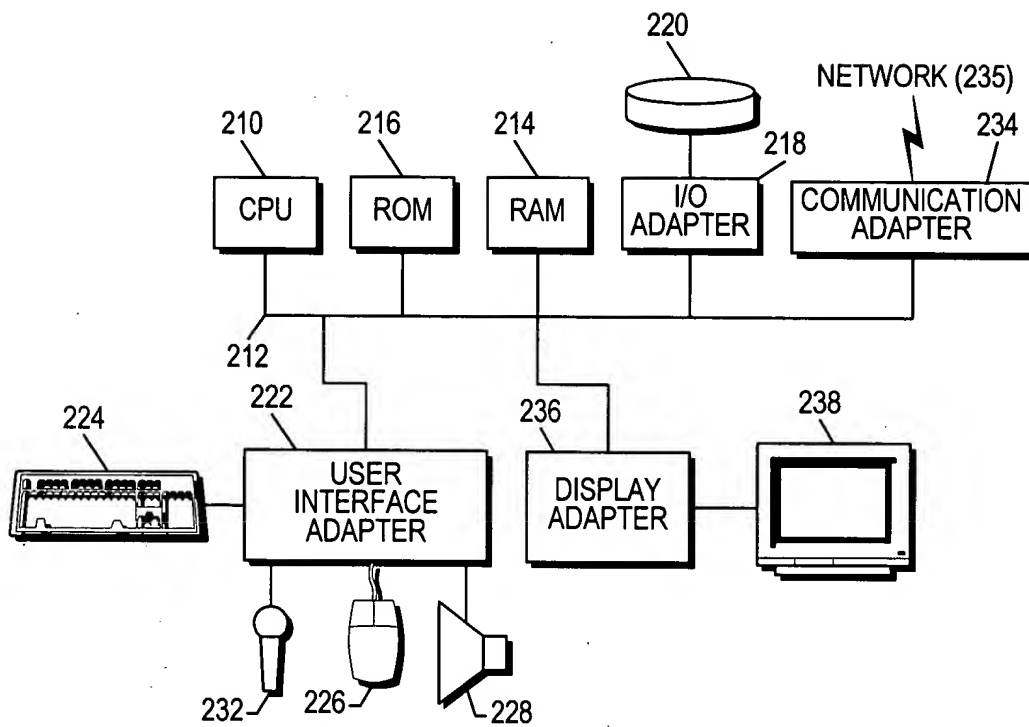 220
NETWORK (235)
210
216
214
218
234
CPU
ROM
RAM
I/O
ADAPTER
COMMUNICATION
ADAPTER
212
224
222
236
238
USER
INTERFACE
ADAPTER
DISPLAY
ADAPTER
232
226
228